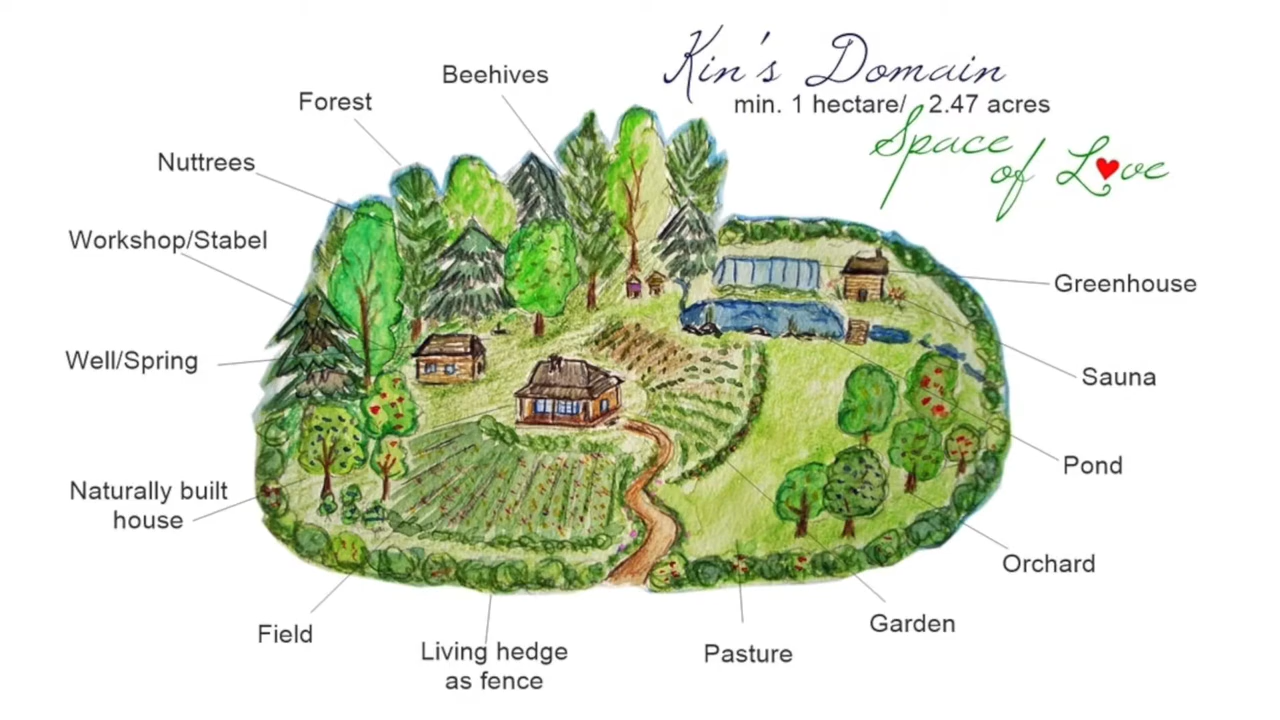 Kin's Domain
min. 1 hectare/ 2.47 acres
Space
of Love
Beehives
Forest
Nuttrees
Workshop/Stabel
Well/Spring
Naturally built
house
Field
Living hedge
as fence
Pasture
Garden
Orchard
Pond
Sauna
Greenhouse